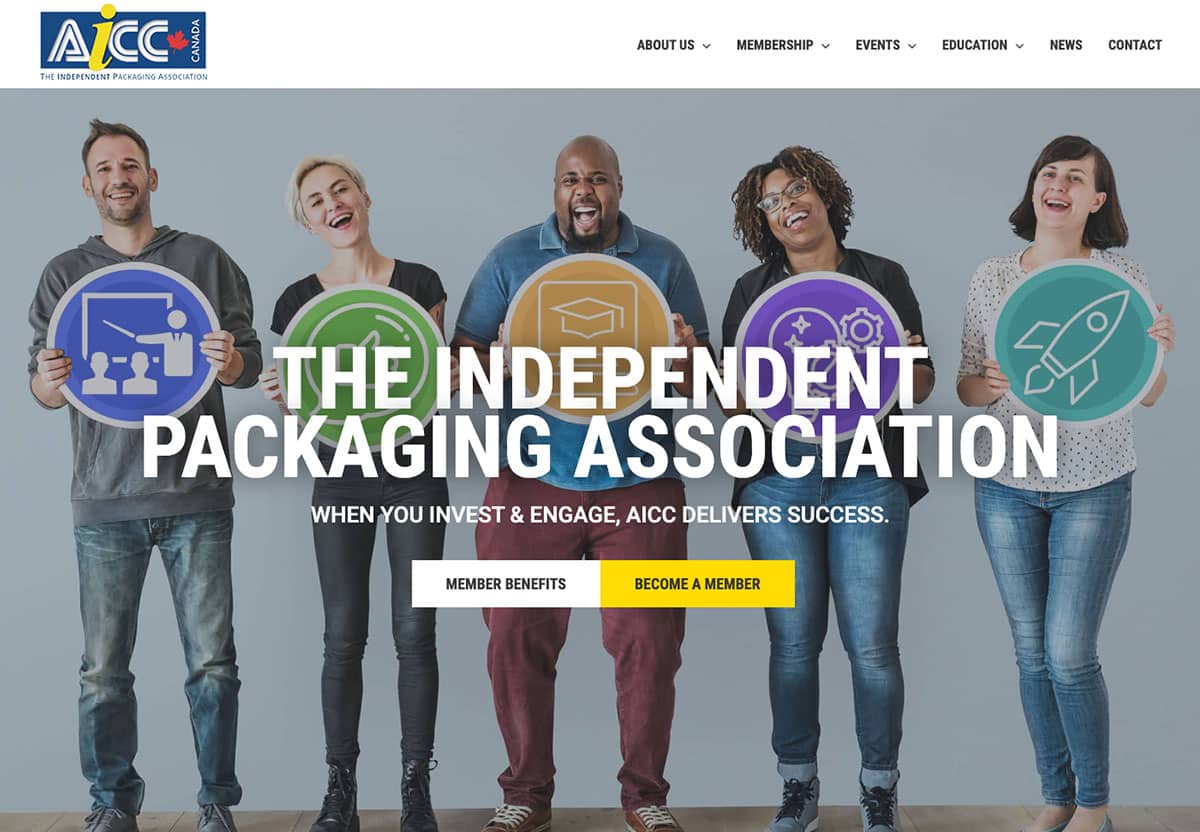 AiCC CANADA
THE INDEPENDENT PACKAGING ASSOCIATION
ABOUT US MEMBERSHIP EVENTS EDUCATION NEWS CONTACT
THE INDEPENDENT
PACKAGING ASSOCIATION
WHEN YOU INVEST & ENGAGE, AICC DELIVERS SUCCESS.
MEMBER BENEFITS BECOME A MEMBER